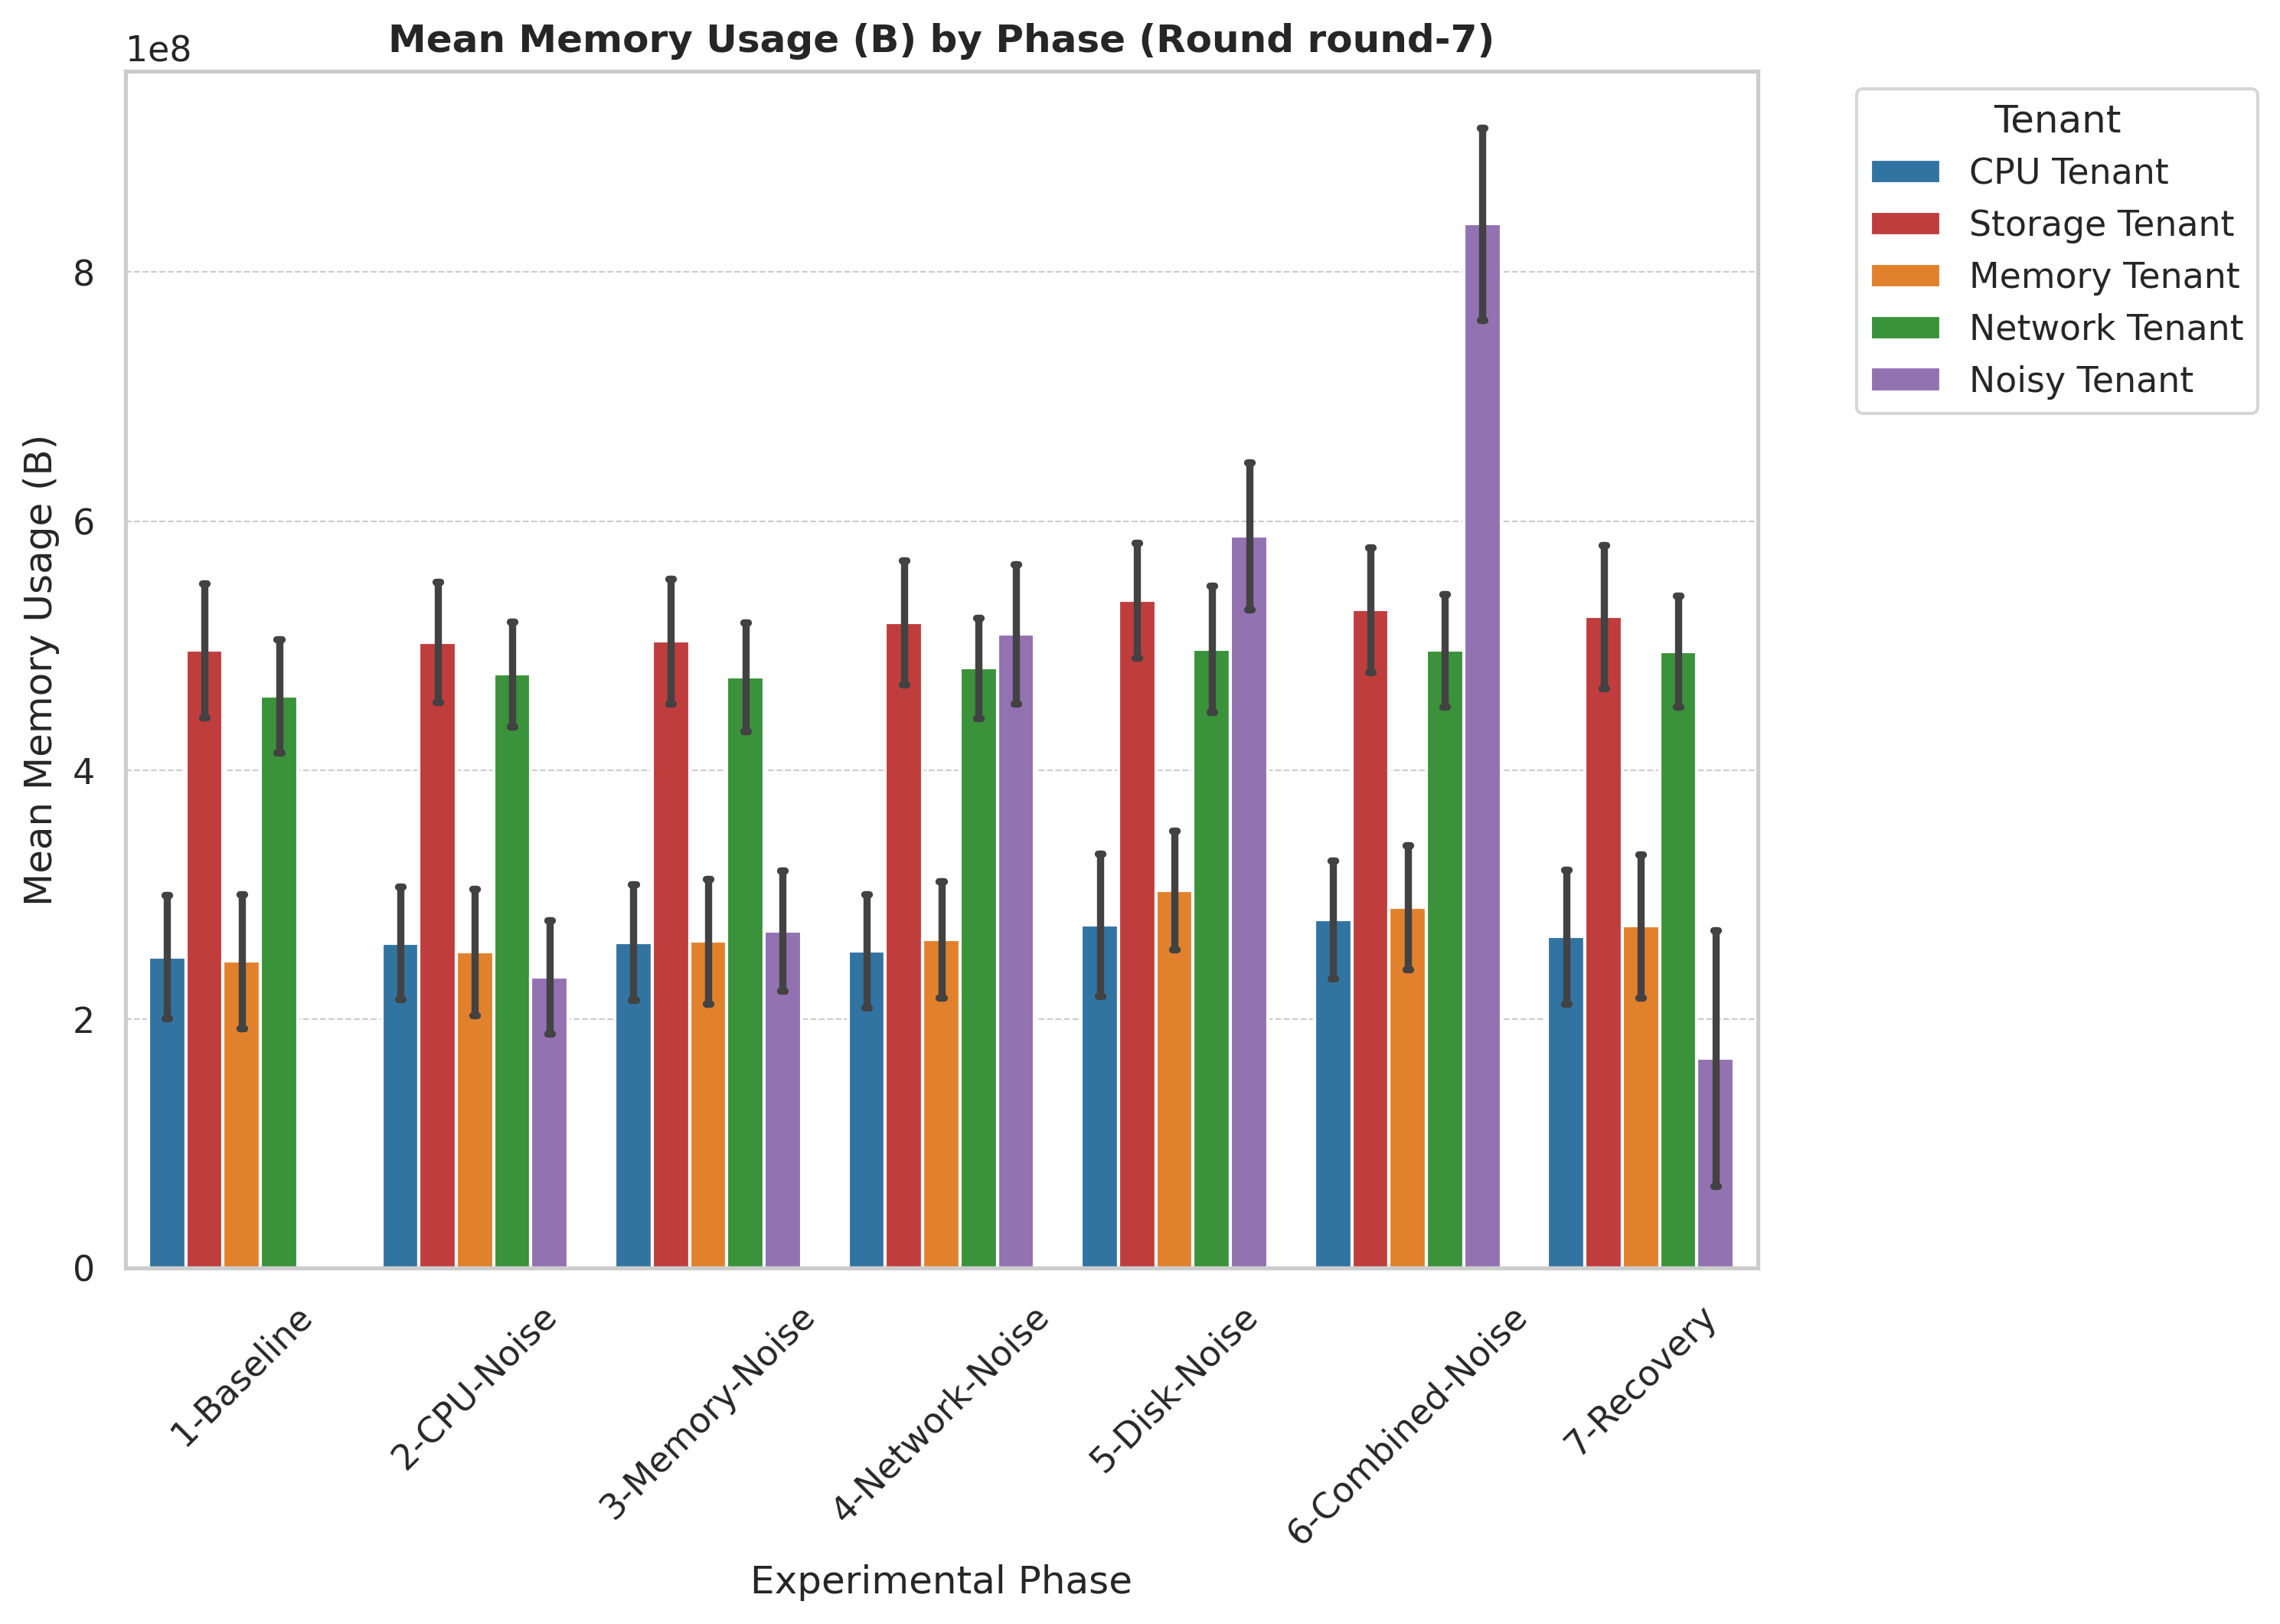 Mean Memory Usage (B) by Phase (Round round-7)
1e8
Mean Memory Usage (B)
8
6
4
2
0
1-Baseline
2-CPU-Noise
3-Memory-Noise
4-Network-Noise
5-Disk-Noise
6-Combined-Noise
7-Recovery
Experimental Phase
Tenant
CPU Tenant
Storage Tenant
Memory Tenant
Network Tenant
Noisy Tenant